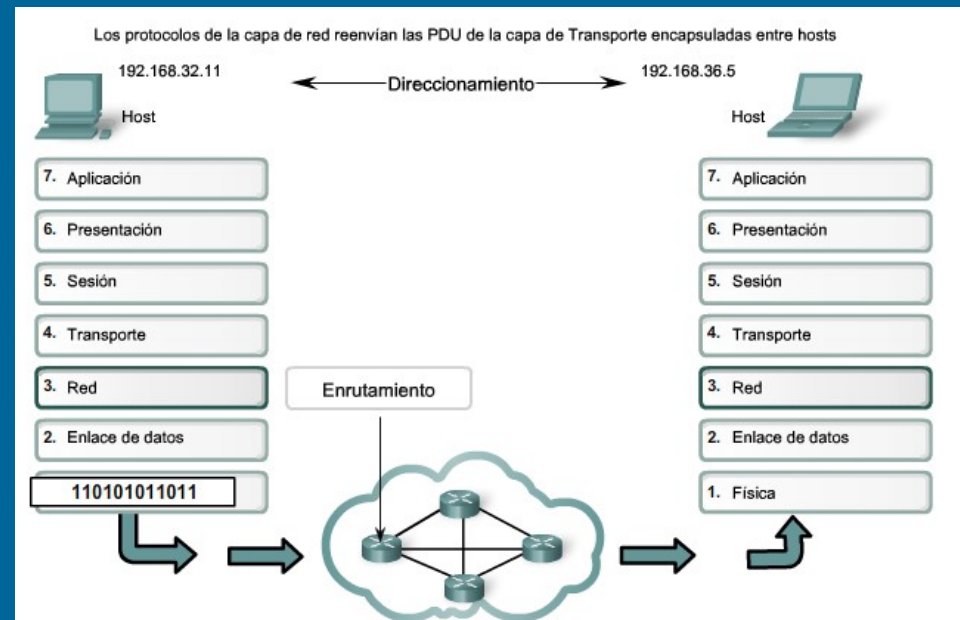 Los protocolos de la capa de red reenvían las PDU de la capa de Transporte encapsuladas entre hosts
192.168.32.11
Direccionamiento
192.168.36.5
Host
Host
7. Aplicación
7. Aplicación
6. Presentación
6. Presentación
5. Sesión
5. Sesión
4. Transporte
4. Transporte
3. Red
Enrutamiento
3. Red
2. Enlace de datos
2. Enlace de datos
110101011011
1. Física